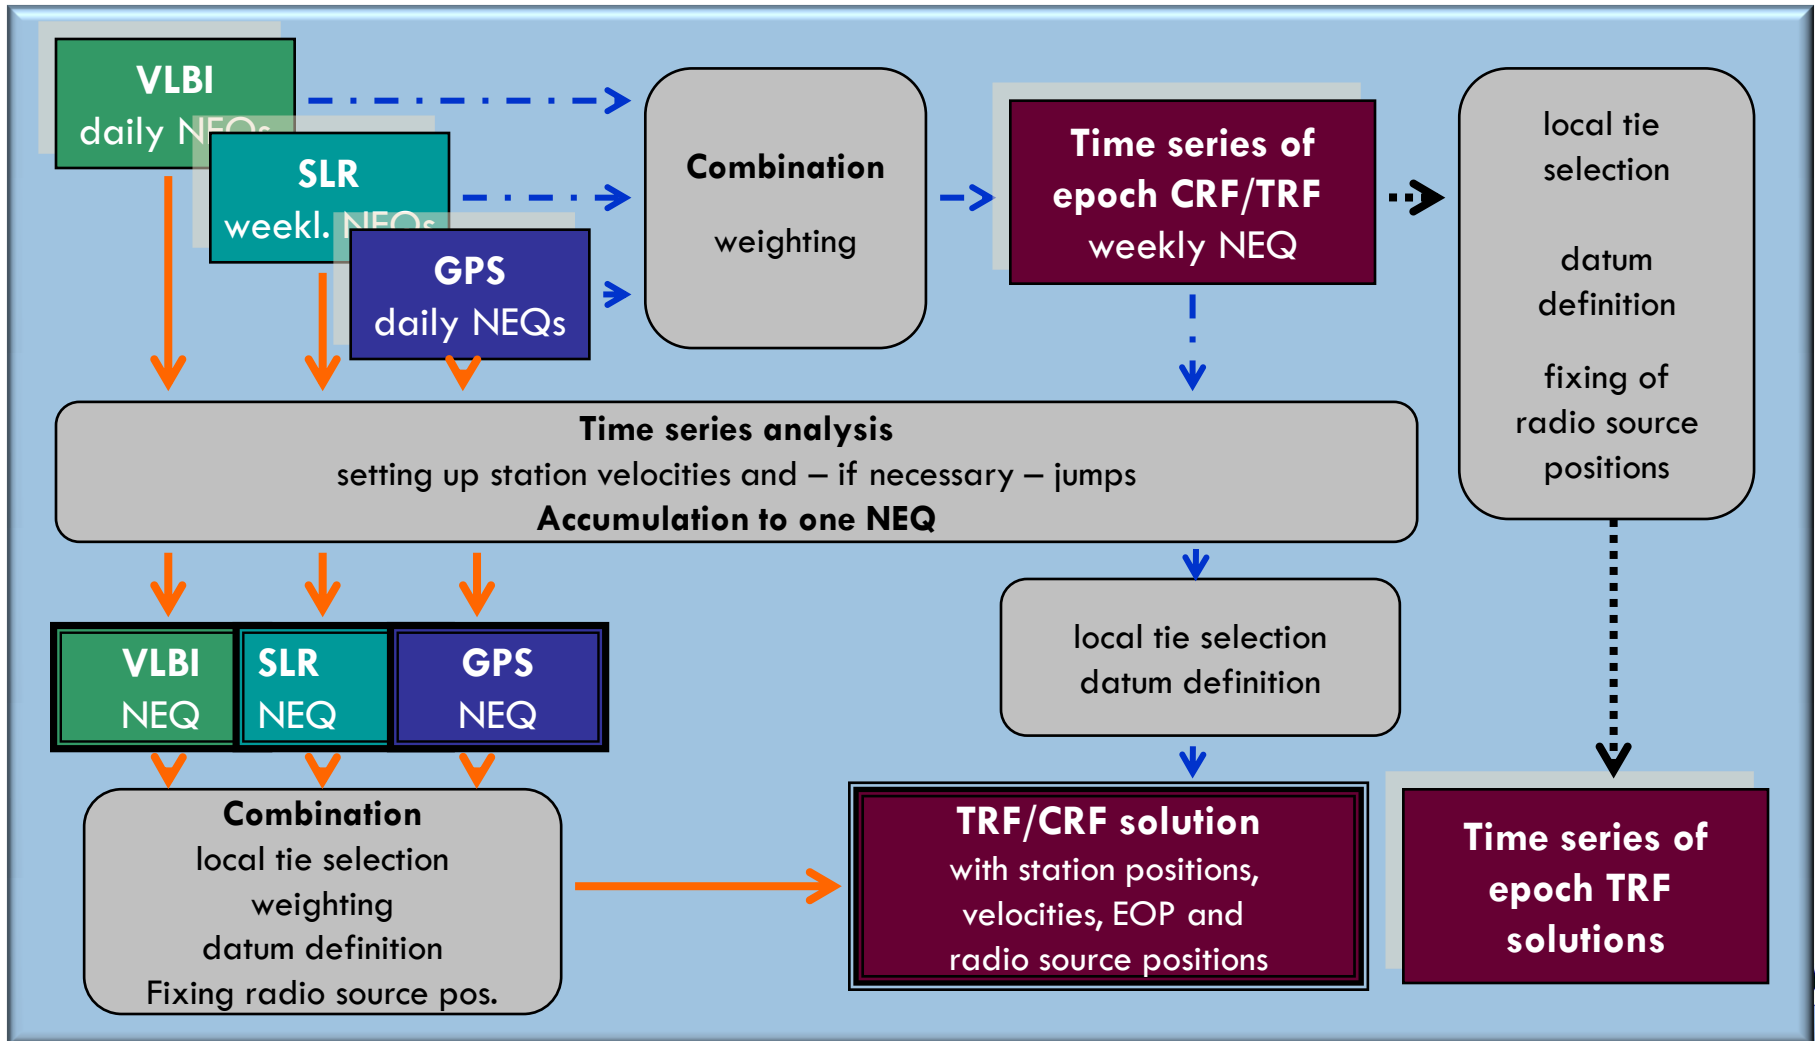 VLBI
daily NEQs
SLR
weekl. NEQs
GPS
daily NEQs
Combination
weighting
Time series of
epoch CRF/TRF
weekly NEQ
local tie
selection
datum
definition
fixing of
radio source
positions
Time series analysis
setting up station velocities and – if necessary – jumps
Accumulation to one NEQ
VLBI
NEQ
SLR
NEQ
GPS
NEQ
local tie selection
datum definition
Combination
local tie selection
weighting
datum definition
Fixing radio source pos.
TRF/CRF solution
with station positions,
velocities, EOP and
radio source positions
Time series of
epoch TRF
solutions